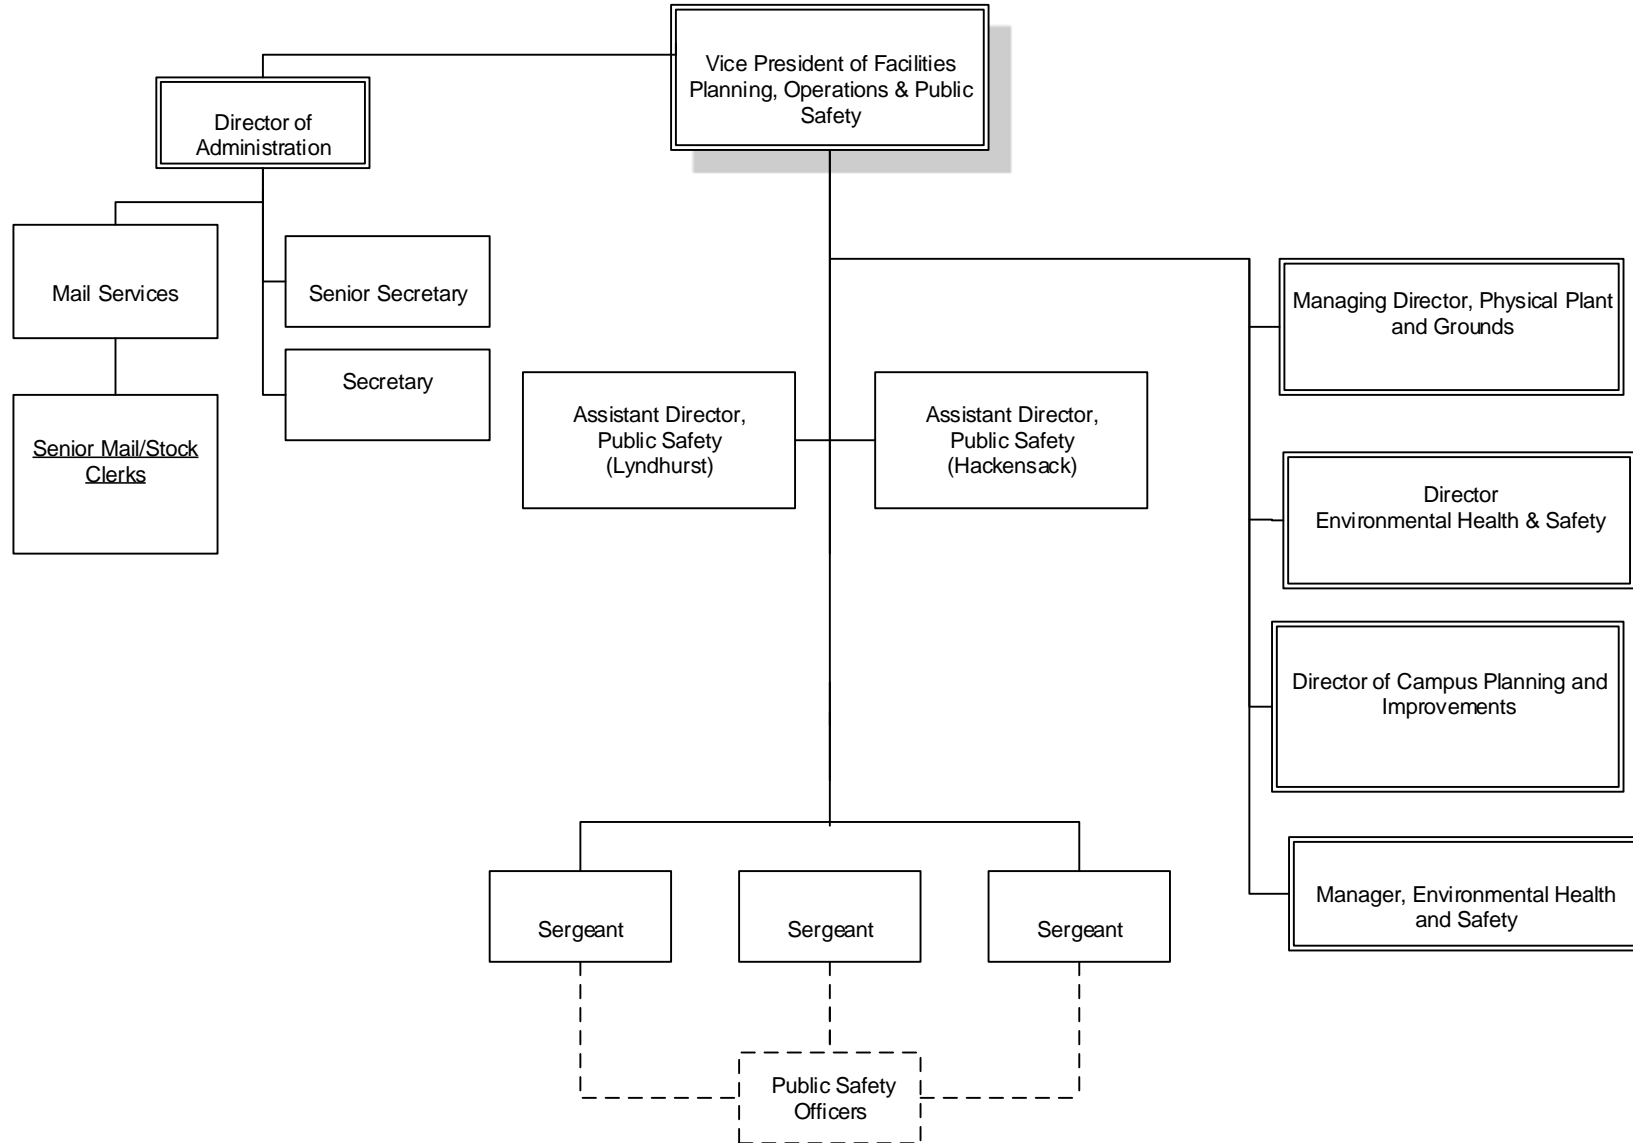 Vice President of Facilities
Planning, Operations & Public
Safety
Director of
Administration
Mail Services
Senior Secretary
Secretary
Senior Mail/Stock
Clerks
Assistant Director,
Public Safety
(Lyndhurst)
Assistant Director,
Public Safety
(Hackensack)
Managing Director, Physical Plant
and Grounds
Director
Environmental Health & Safety
Director of Campus Planning and
Improvements
Manager, Environmental Health
and Safety
Sergeant
Sergeant
Sergeant
Public Safety
Officers